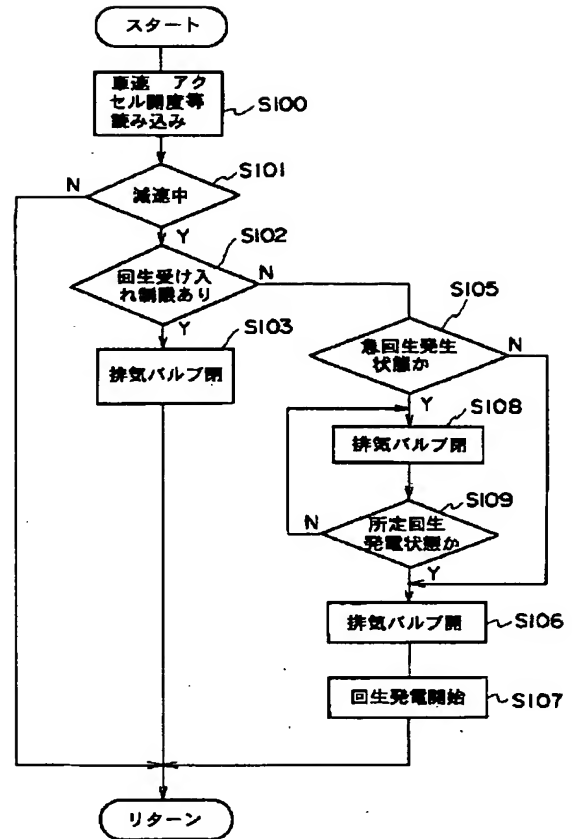 スタート
車速 アク
セル開度等
読み込み
S100
減速中
S101
N
Y
回生受け入
れ制限あり
S102
N
Y
排気バルブ閉
S103
急回生発生
状態か
S105
N
Y
排気バルブ閉
S108
所定回生
発電状態か
S109
N
Y
排気バルブ開
S106
回生発電開始
S107
リターン